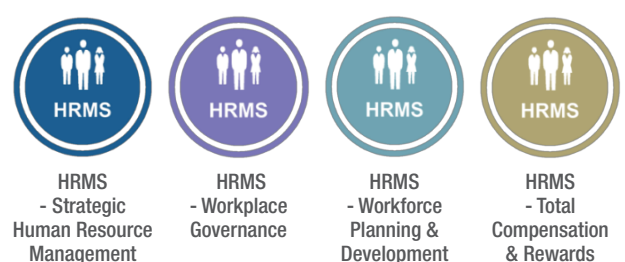 HRMS
HRMS
HRMS
HRMS
HRMS
- Strategic
Human Resource
Management
HRMS
- Workplace
Governance
HRMS
- Workforce
Planning &
Development
HRMS
- Total
Compensation
& Rewards